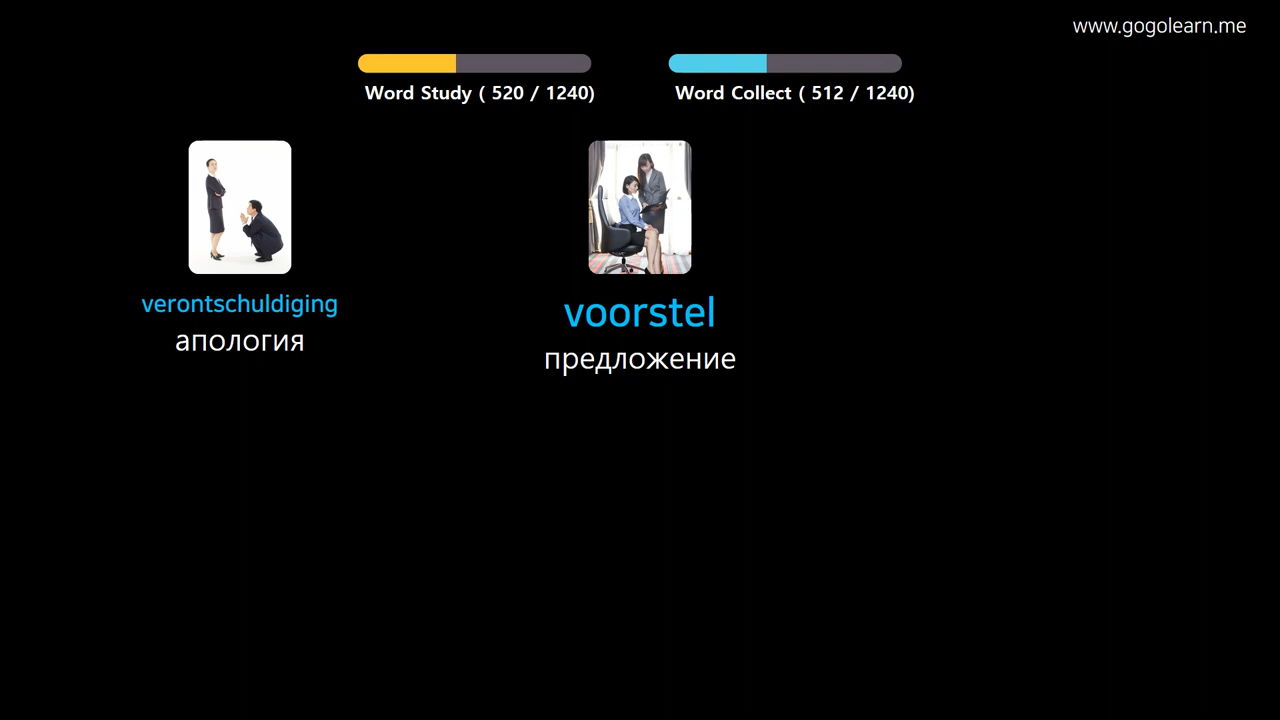 www.gogolearn.me
Word Study ( 520 / 1240)
Word Collect ( 512 / 1240)
verontschuldiging
апология
voorstel
предложение